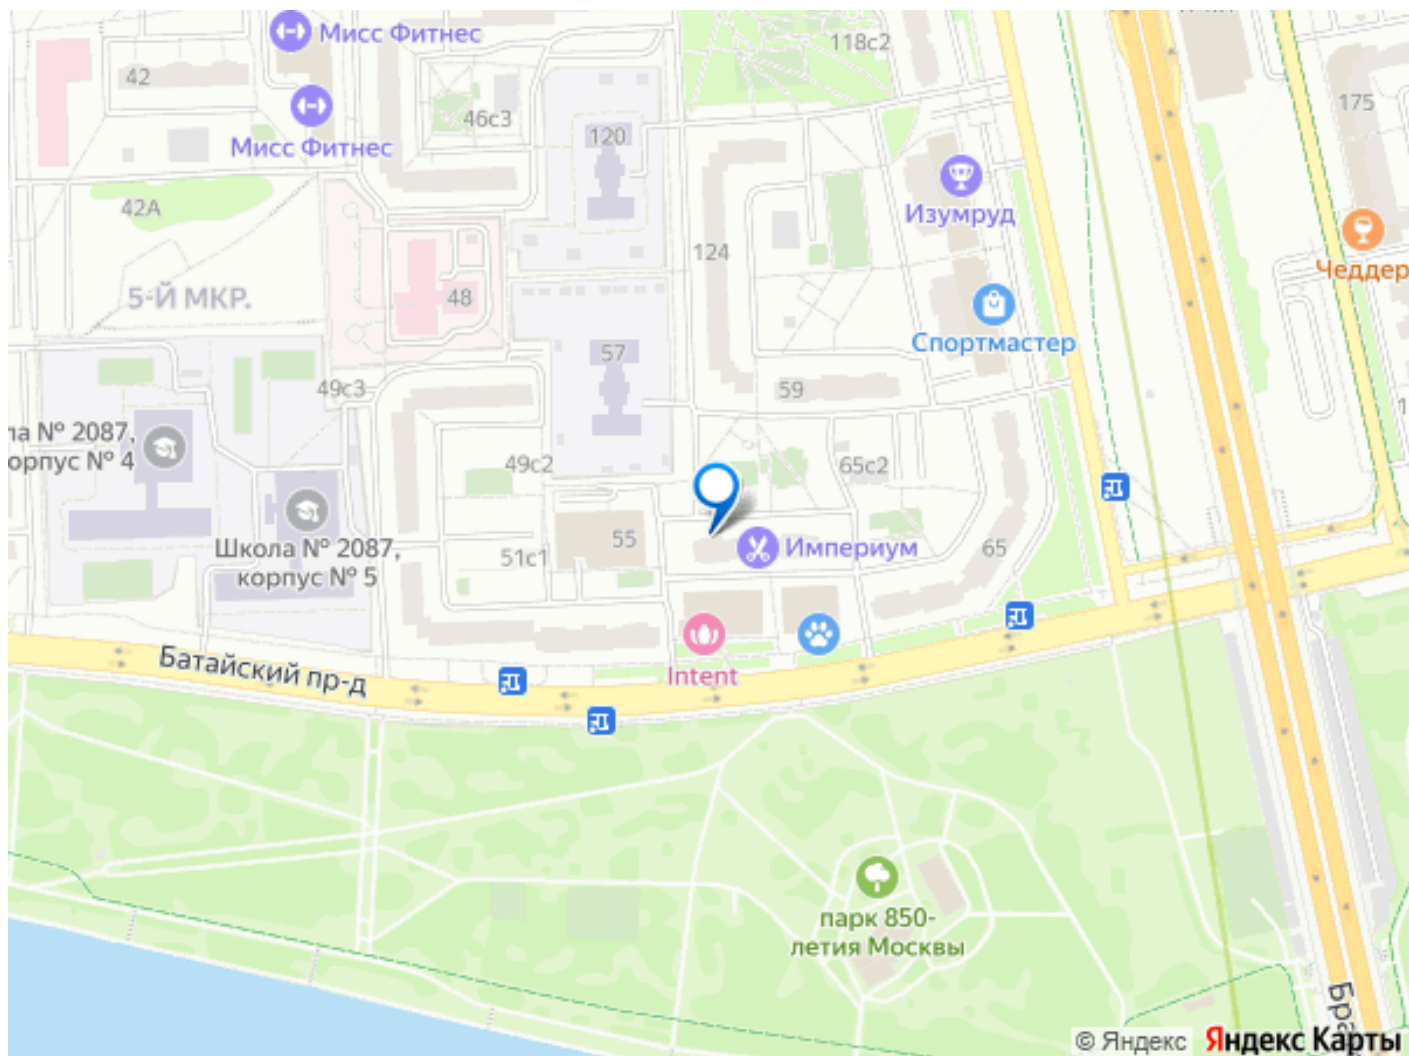 Мисс Фитнес
118с2
42
175
46с3
120
Мисс Фитнес
42А
Изумруд
124
Чеддер
5-Й МКР.
48
Спортмастер
57
49с3
59
ла № 2087,
орпус № 4
49с2
65с2
Школа № 2087,
корпус № 5
51с1
55
Империум
65
Батайский пр-д
Intent
парк 850-
летия Москвы
Бра
© Яндекс Яндекс Карты